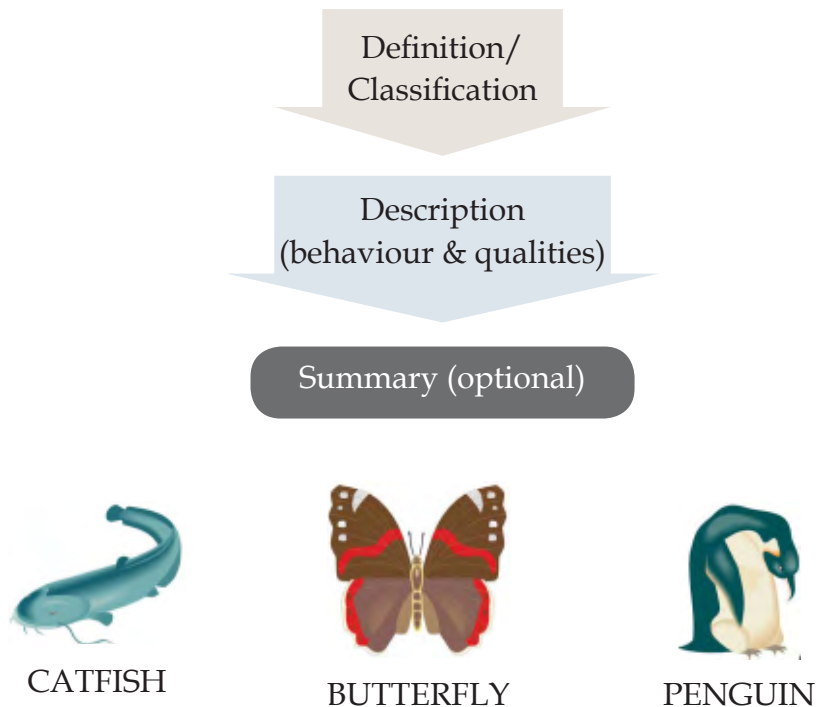 Definition/
Classification
Description
(behaviour & qualities)
Summary (optional)
CATFISH
BUTTERFLY
PENGUIN